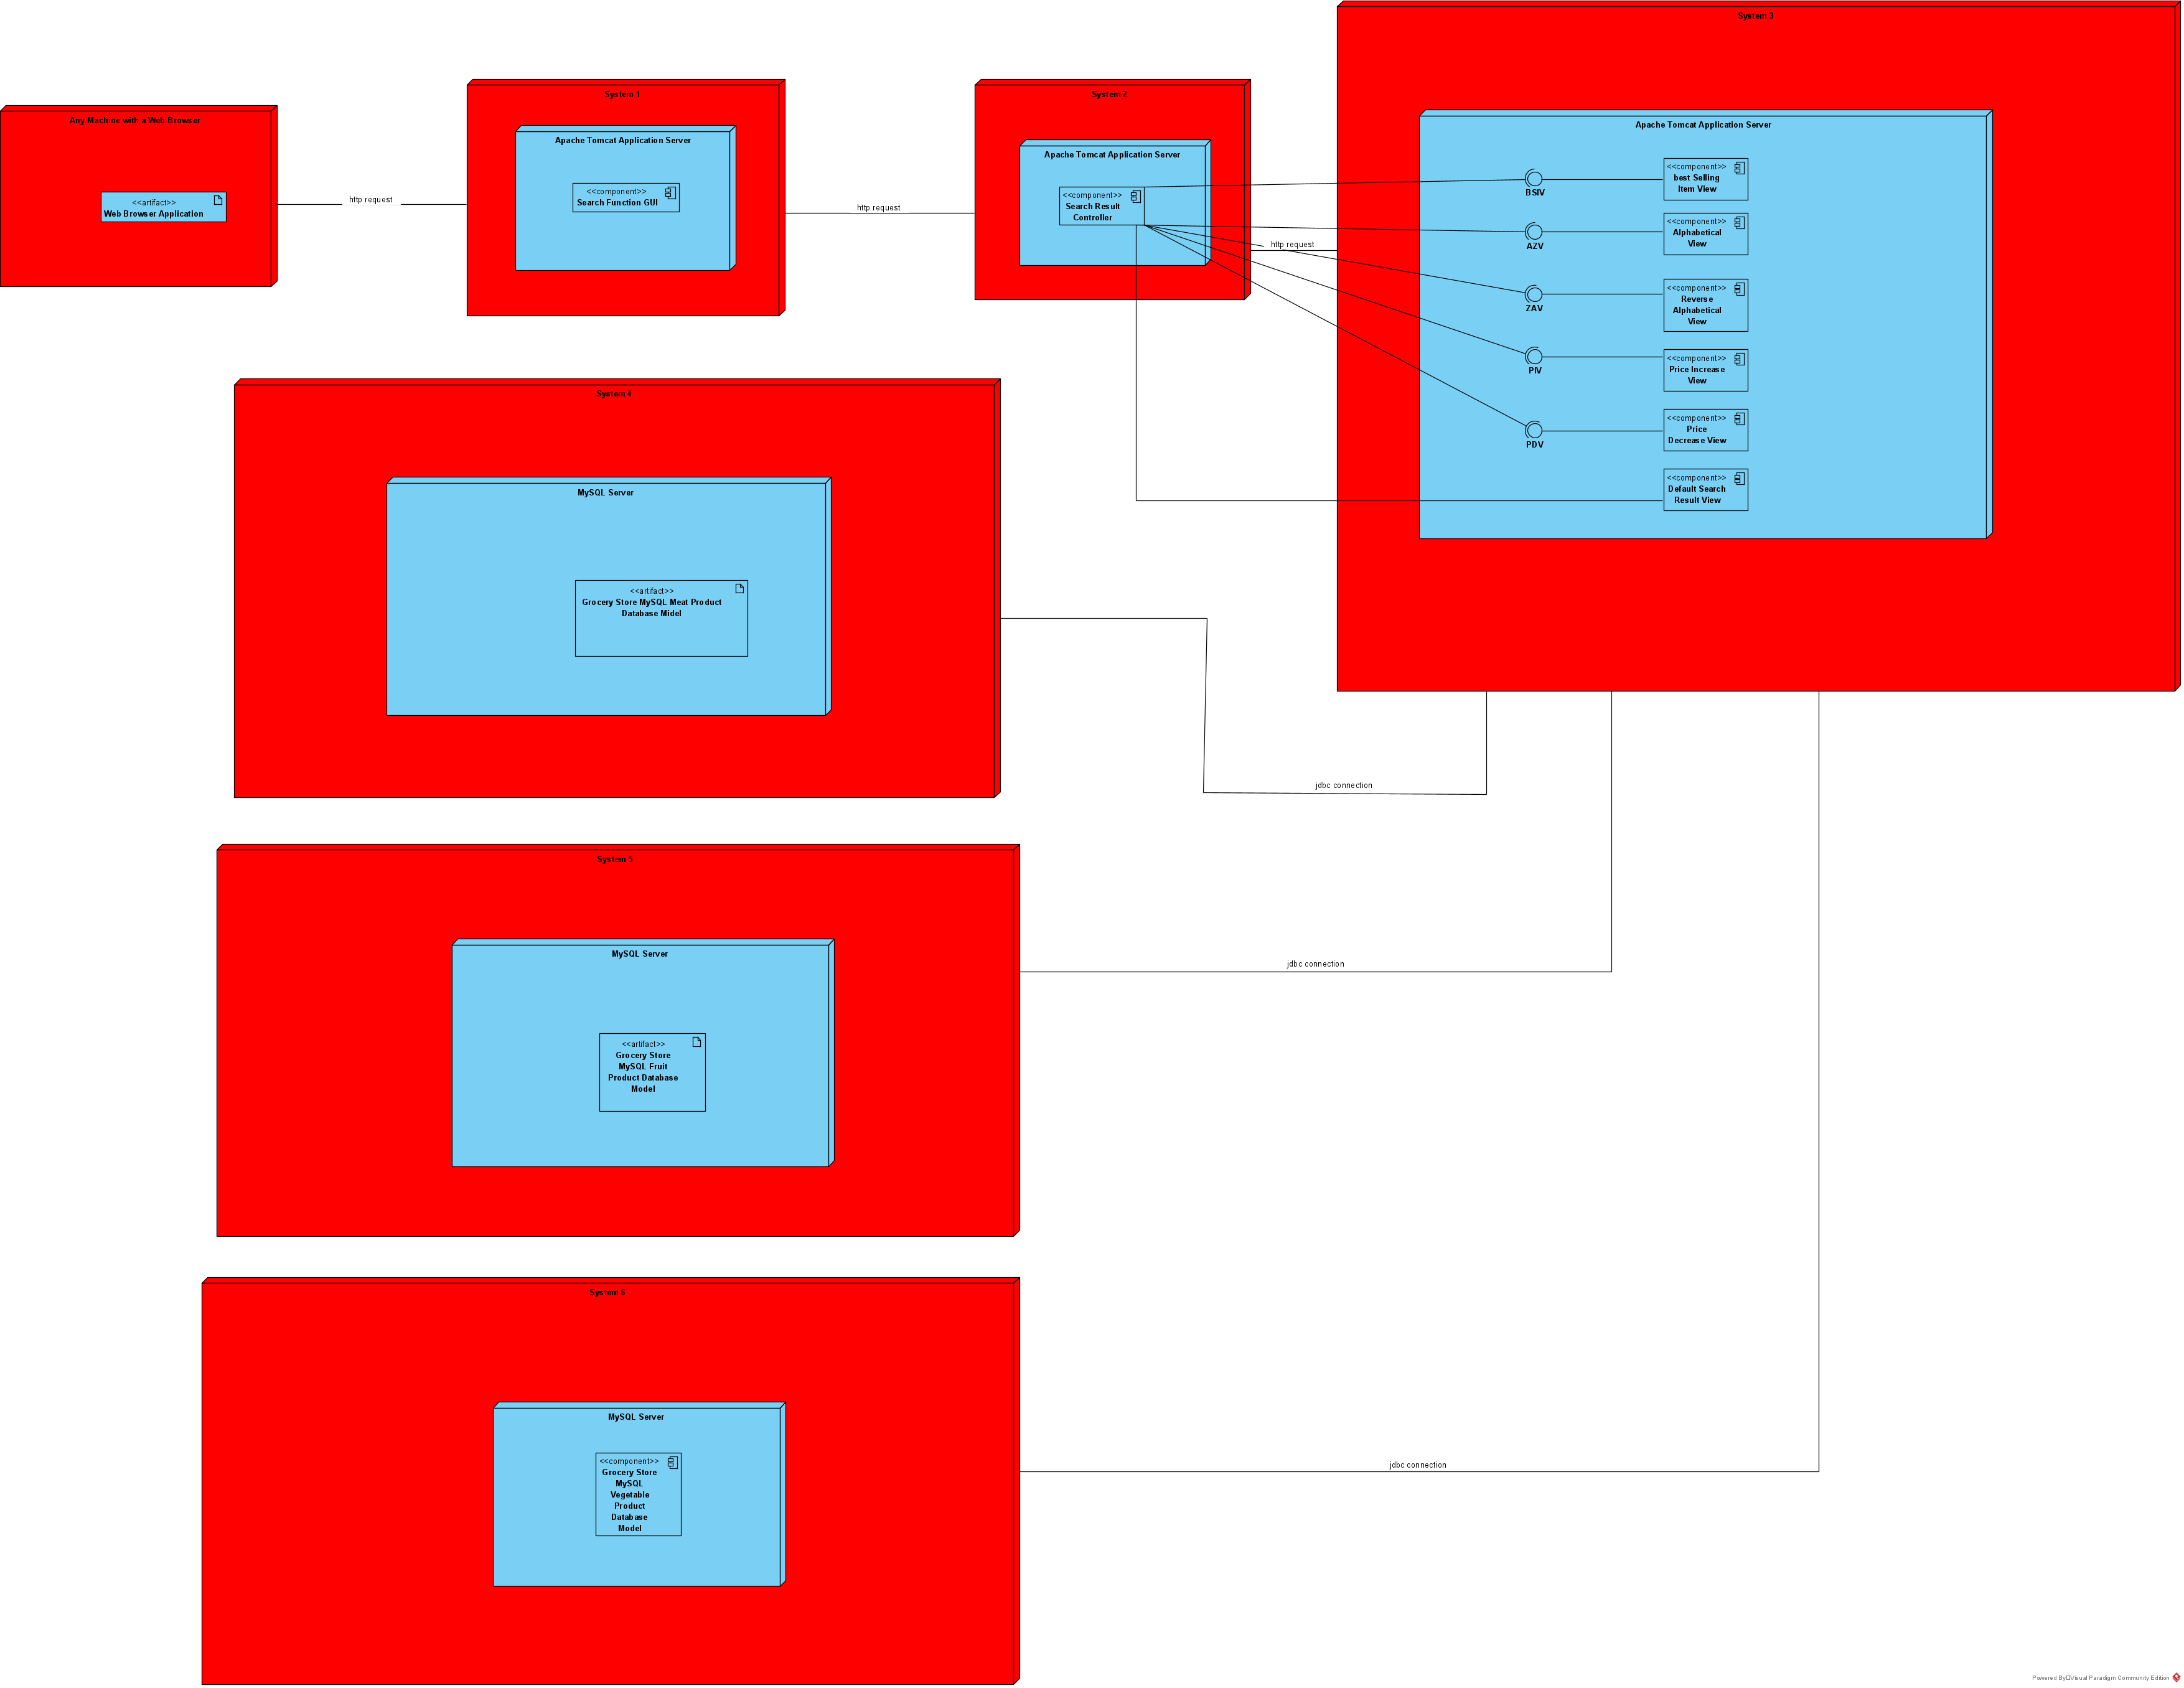 Any Machine with a Web Browser
<<artifact>>
Web Browser Application
http request
System 1
Apache Tomcat Application Server
<<component>>
Search Function GUI
http request
System 2
Apache Tomcat Application Server
<<component>>
Search Result
Controller
http request
System 3
Apache Tomcat Application Server
BSIV
<<component>>
best Selling
Item View
AZV
<<component>>
Alphabetical
View
ZAV
<<component>>
Reverse
Alphabetical
View
PIV
<<component>>
Price Increase
View
PDV
<<component>>
Price
Decrease View
<<component>>
Default Search
Result View
System 4
MySQL Server
<<artifact>>
Grocery Store MySQL Meat Product
Database Midel
jdbc connection
System 5
MySQL Server
<<artifact>>
Grocery Store
MySQL Fruit
Product Database
Model
jdbc connection
System 6
MySQL Server
<<component>>
Grocery Store
MySQL
Vegetable
Product
Database
Model
jdbc connection
Powered By□Visual Paradigm Community Edition